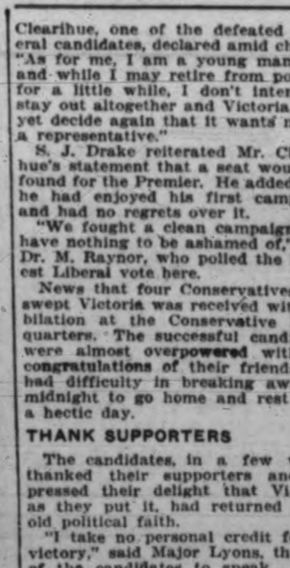 Clearihue, one of the defeated
eral candidates, declared amid ch
"As for me, I am a young man
and while I may retire from po
for a little while, I don't inten
stay out altogether and Victoria
yet decide again that it wants m
a representative."
S. J. Drake reiterated Mr. Cl
hue's statement that a seat wou
found for the Premier. He added
he had enjoyed his first cam
and had no regrets over it.
"We fought a clean campaign
have nothing to be ashamed of,"
Dr. M. Raynor, who polled the
est Liberal vote here.
News that four Conservative
swept Victoria was received wit
bilation at the Conservative
quarters. The successful cand
were almost overpowered wit
congratulations of their friend
had difficulty in breaking aw
midnight to go home and rest
a hectic day.
THANK SUPPORTERS
The candidates, in a few
thanked their supporters an
pressed their delight that Vi
as they put it, had returned
old political faith.
"I take no personal credit f
victory," said Major Lyons, th
of the candidates to speak